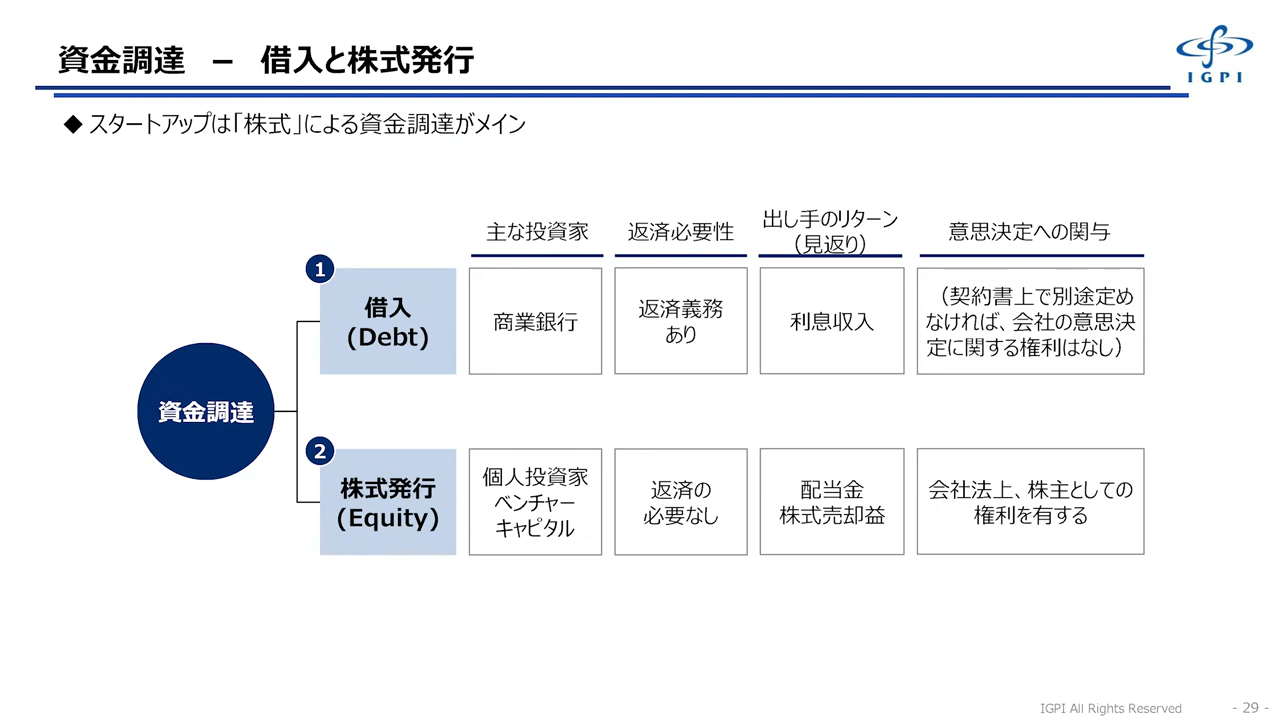 資金調達 － 借入と株式発行
IGPI
◆ スタートアップは「株式」による資金調達がメイン
主な投資家
返済必要性
出し手のリターン
（見返り）
意思決定への関与
1
借入
(Debt)
商業銀行
返済義務
あり
利息収入
（契約書上で別途定め
なければ、会社の意思決
定に関する権利はなし）
資金調達
2
株式発行
(Equity)
個人投資家
ベンチャー
キャピタル
返済の
必要なし
配当金
株式売却益
会社法上、株主としての
権利を有する
IGPI All Rights Reserved
- 29 -